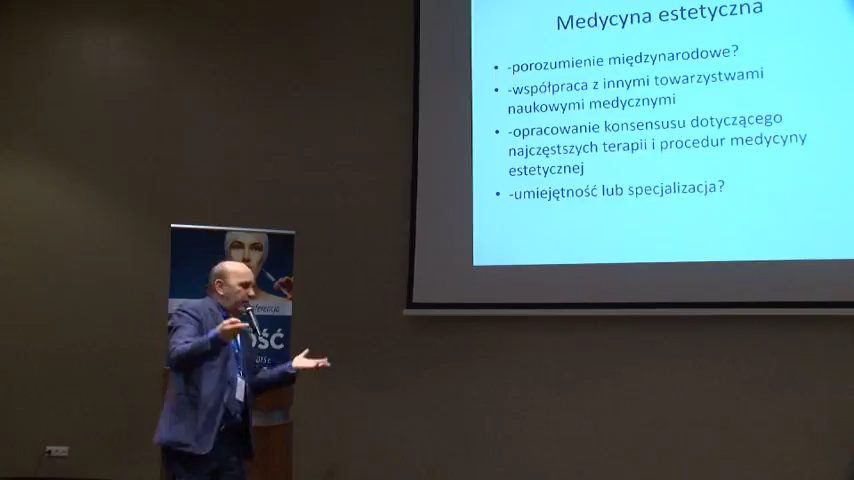 Medycyna estetyczna
• -porozumienie międzynarodowe?
• -współpraca z innymi towarzystwami
naukowymi medycznymi
• -opracowanie konsensusu dotyczącego
najczęstszych terapii i procedur medycyny
estetycznej
• -umiejętność lub specjalizacja?